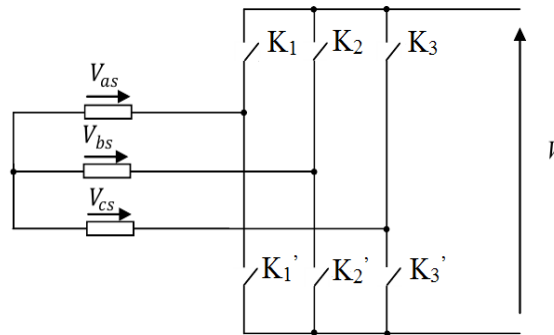 K₁ K₂ K₃
Vas
Vbs
Vcs
K₁' K₂' K₃'